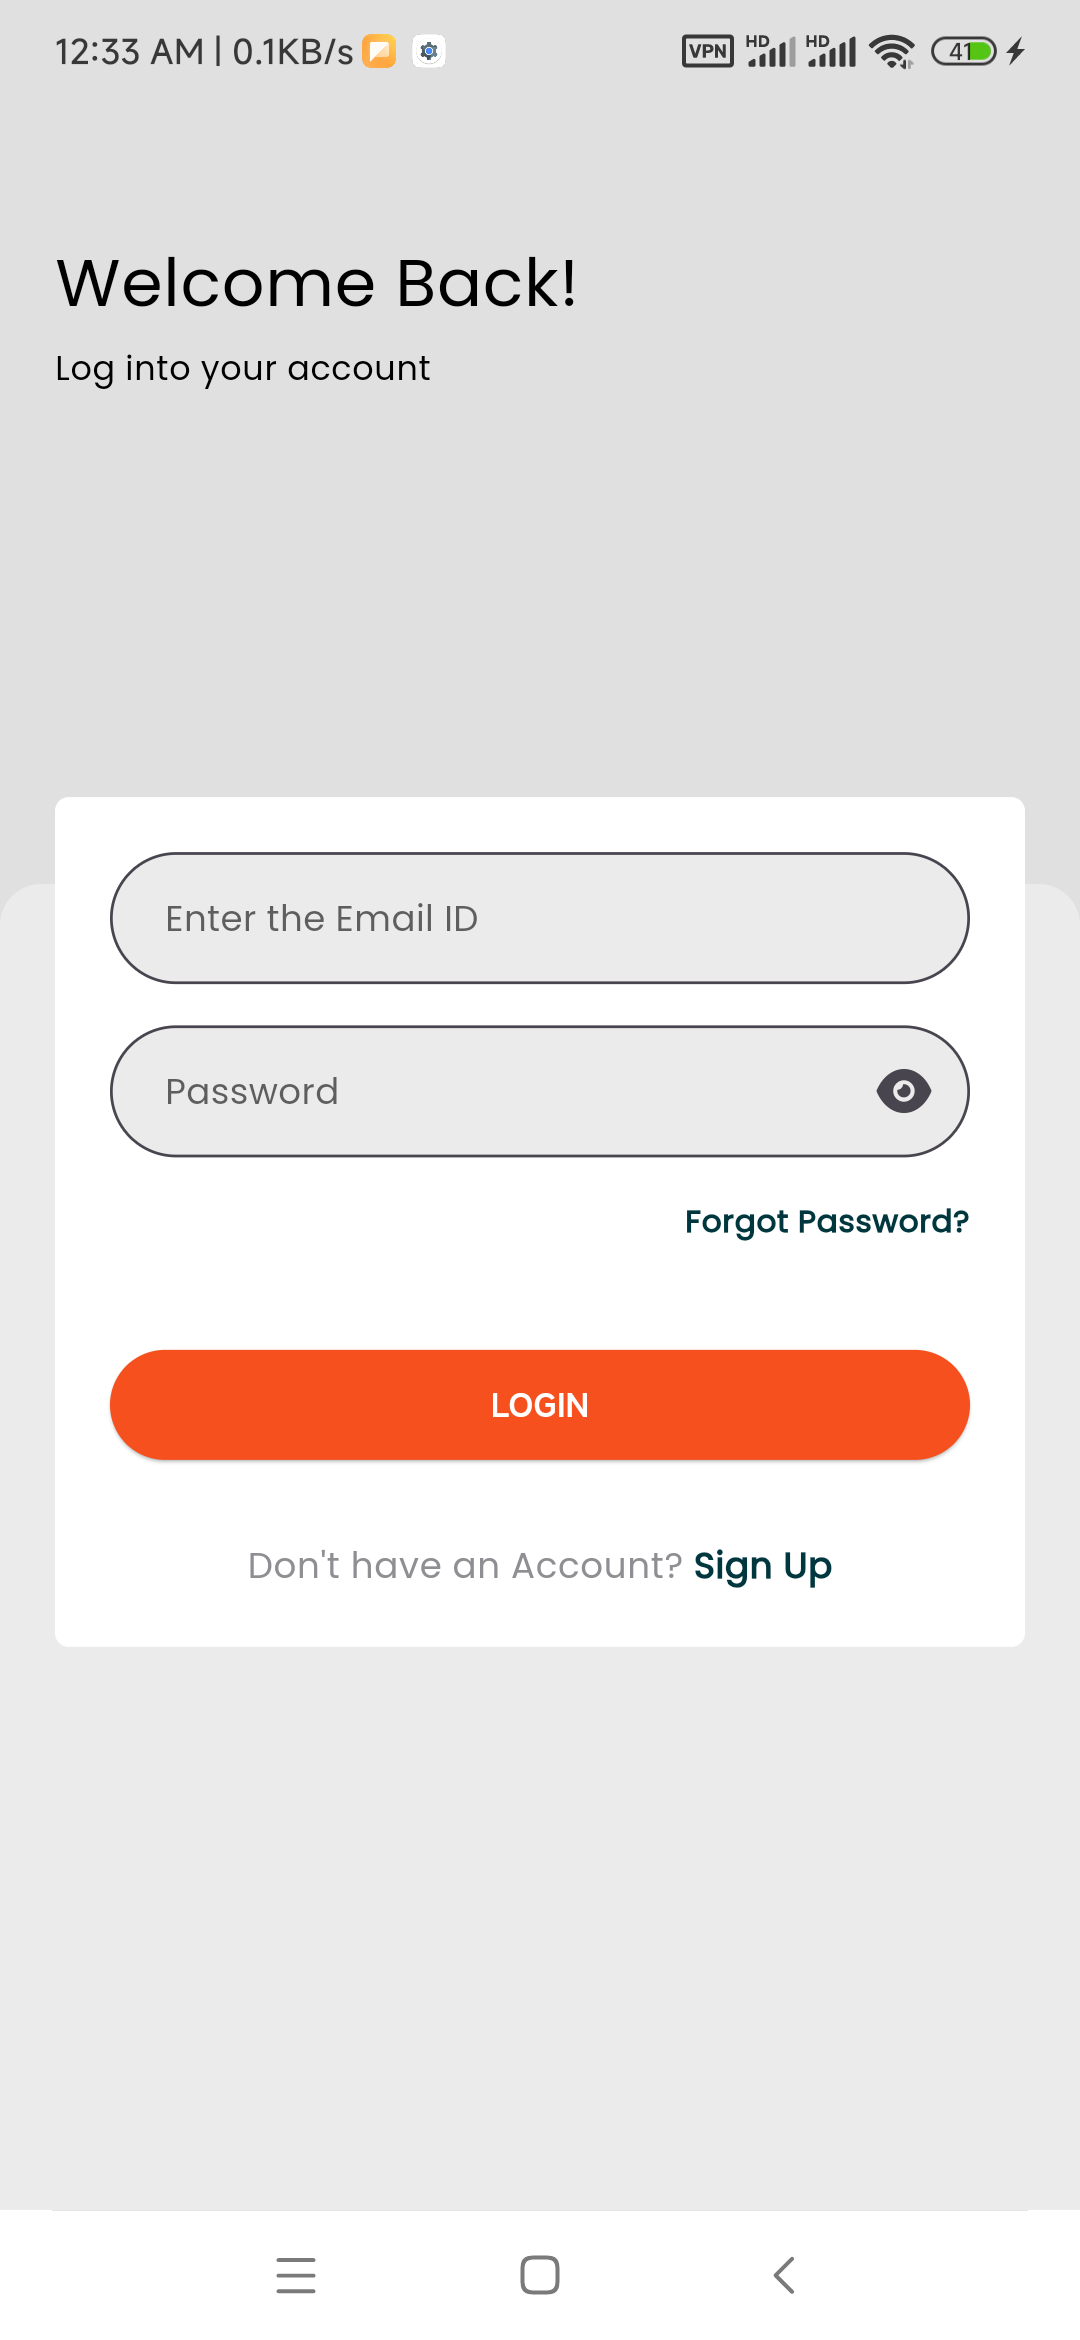 12:33 AM | 0.1KB/s VPN HD HD 41
Welcome Back!
Log into your account
Enter the Email ID
Password
Forgot Password?
LOGIN
Don't have an Account? Sign Up